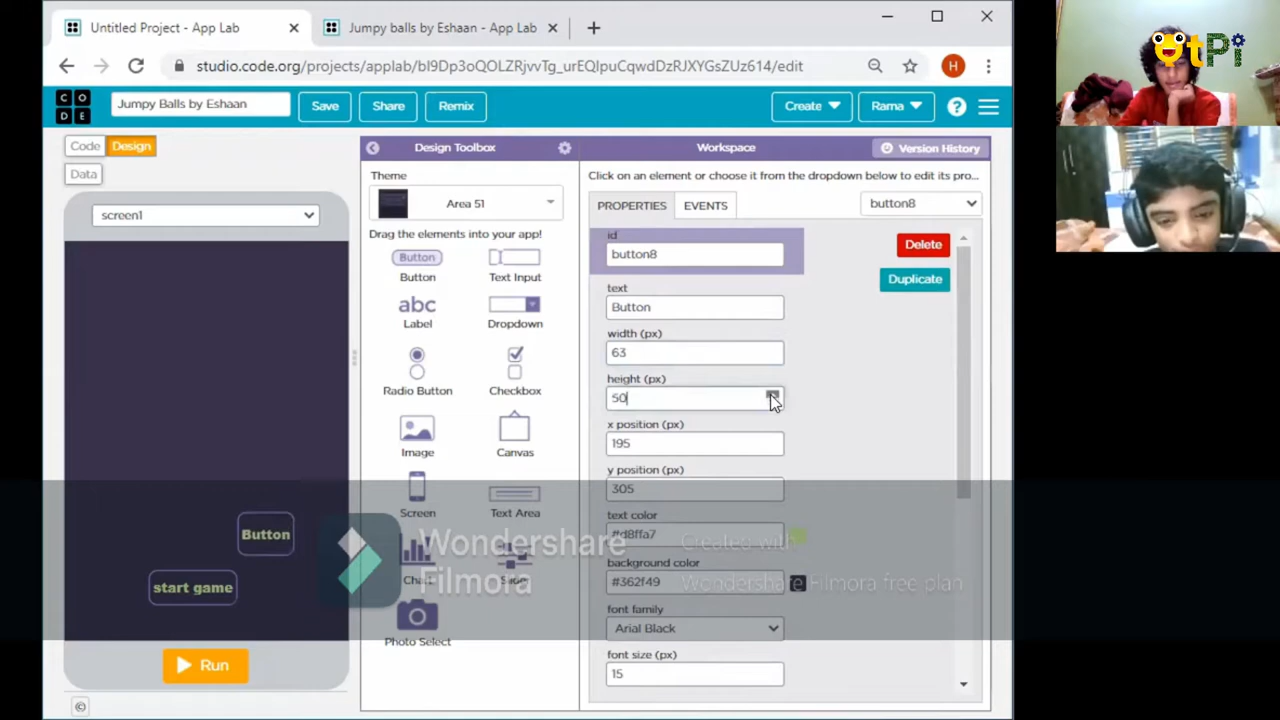 Untitled Project - App Lab
Jumpy balls by Eshaan - App Lab
studio.code.org/projects/applab/bI9Dp3O2OLZRjvvTg_urEQIpuCqwdDzRJXYGsZUz614/edit
H
CO
DE
Jumpy Balls by Eshaan
Save
Share
Remix
Create
Rama
?
Code
Design
Data
Design Toolbox
Workspace
Version History
screen1
Theme
Area 51
Drag the elements into your app!
Button
Button
Text Input
abc
Label
Dropdown
Radio Button
Checkbox
Image
Canvas
Screen
Text Area
Photo Select
Click on an element or choose it from the dropdown below to edit its pro...
PROPERTIES
EVENTS
button8
id
button8
Delete
Duplicate
text
Button
width (px)
63
height (px)
50
x position (px)
195
y position (px)
305
text color
#d8ffa7
background color
#362f49
font family
Arial Black
font size (px)
15
Button
start game
Run
©
Wondershare
Filmora
Created with
Wondershare Filmora free plan
OtPi